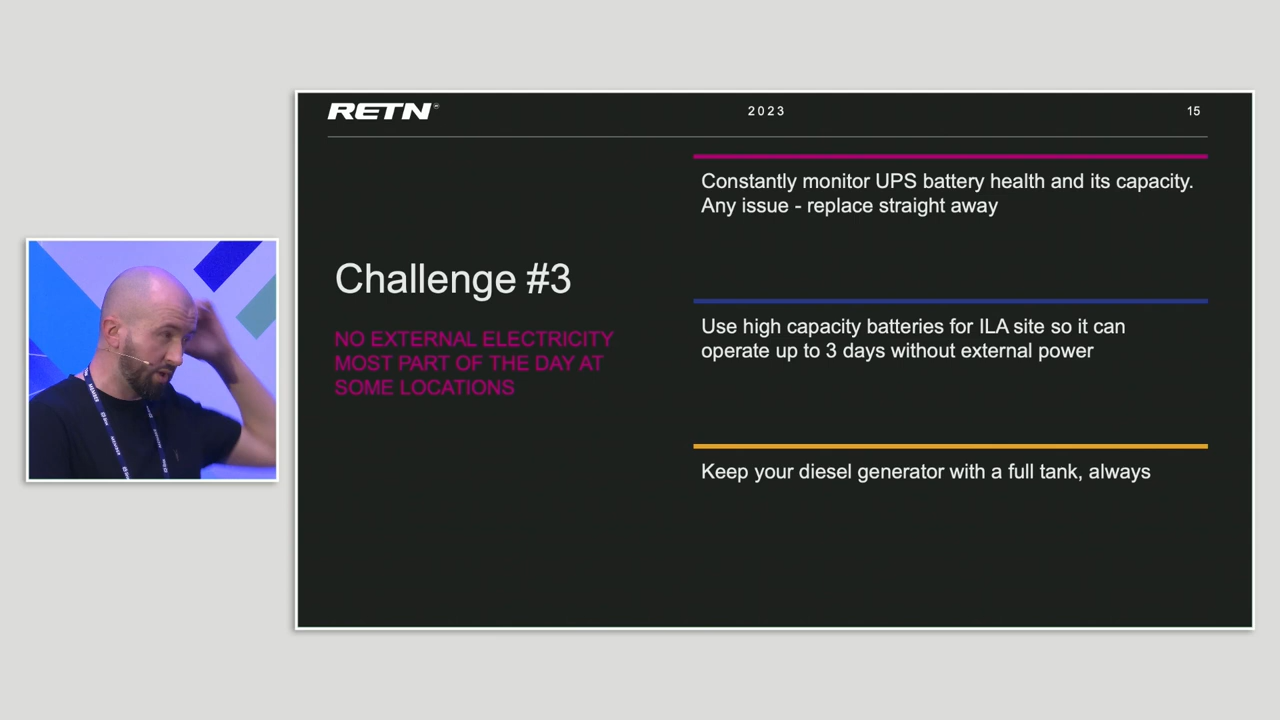 RETN
2023
15
Challenge #3
NO EXTERNAL ELECTRICITY
MOST PART OF THE DAY AT
SOME LOCATIONS
Constantly monitor UPS battery health and its capacity.
Any issue - replace straight away
Use high capacity batteries for ILA site so it can
operate up to 3 days without external power
Keep your diesel generator with a full tank, always